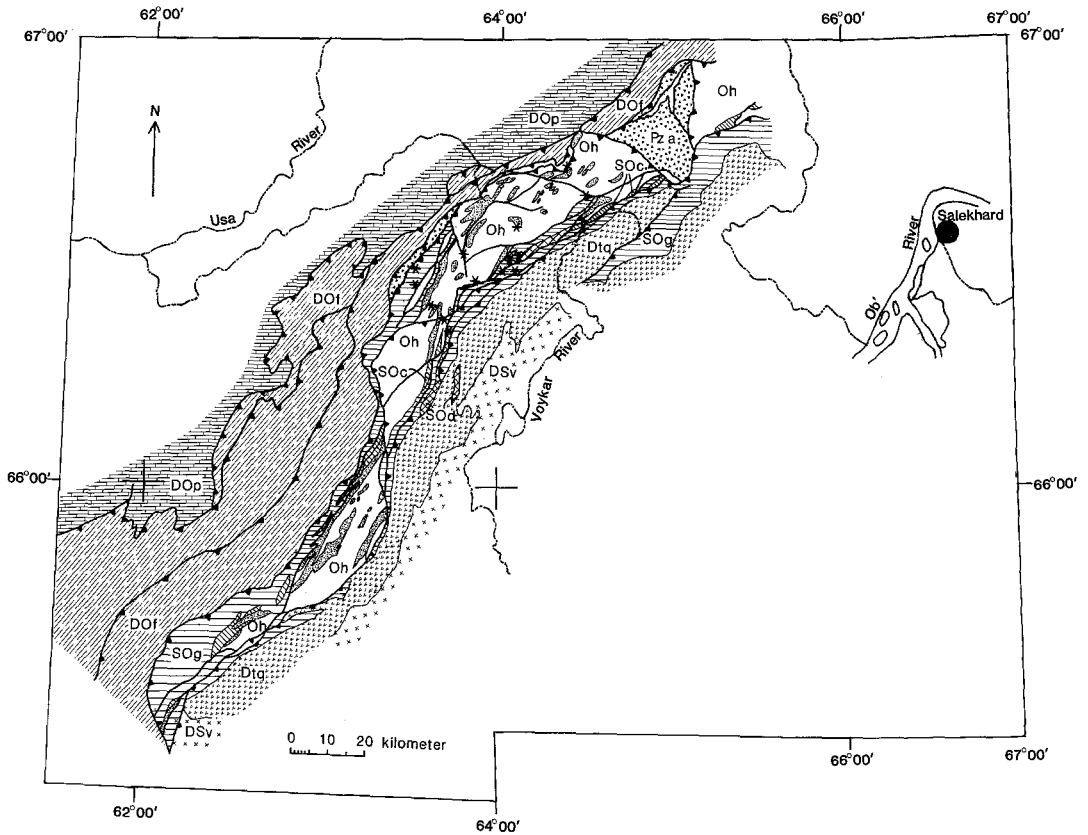 62°00′ 64°00′ 66°00′ 67°00′
67°00′ 67°00′
N
River
Usa
DOp
DOf
Oh
Oh
Pz a
SOc
Oh
Dtq
SOg
River
Salekhard
Ob'
DOf
Oh
SOc
DSv
River
Voykar
66°00′ 66°00′
DOp
Oh
DOf
Oh
SOg
Dtq
DSv
0 10 20 kilometer
66°00′ 67°00′
62°00′ 64°00′